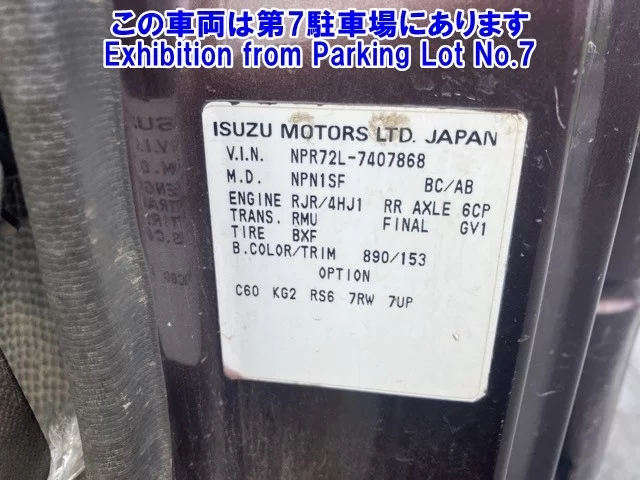 この車両は第7駐車場にあります
Exhibition from Parking Lot No.7
ISUZU MOTORS LTD. JAPAN
V.I.N. NPR72L-7407868
M.D. NPN1SF BC/AB
ENGINE RJR/4HJ1 RR AXLE 6CP
TRANS. RMU FINAL GV1
TIRE BXF
B.COLOR/TRIM 890/153
OPTION
C60 KG2 RS6 7RW 7UP